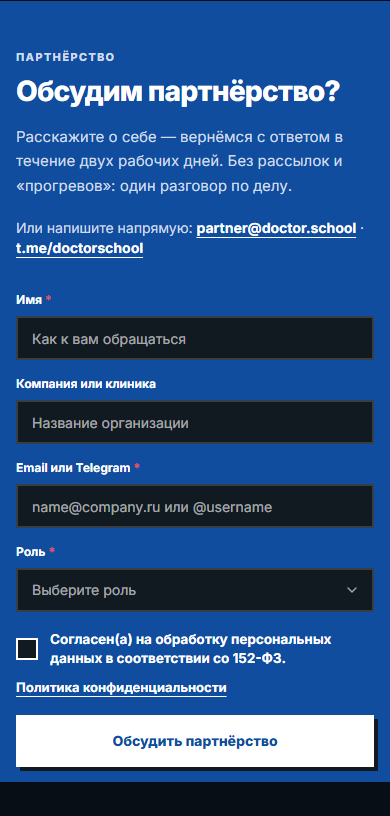 ПАРТНЁРСТВО
Обсудим партнёрство?
Расскажите о себе — вернёмся с ответом в
течение двух рабочих дней. Без рассылок и
«прогревов»: один разговор по делу.
Или напишите напрямую: partner@doctor.school ·
t.me/doctorschool
Имя *
Как к вам обращаться
Компания или клиника
Название организации
Email или Telegram *
name@company.ru или @username
Роль *
Выберите роль
Согласен(а) на обработку персональных
данных в соответствии со 152-ФЗ.
Политика конфиденциальности
Обсудить партнёрство